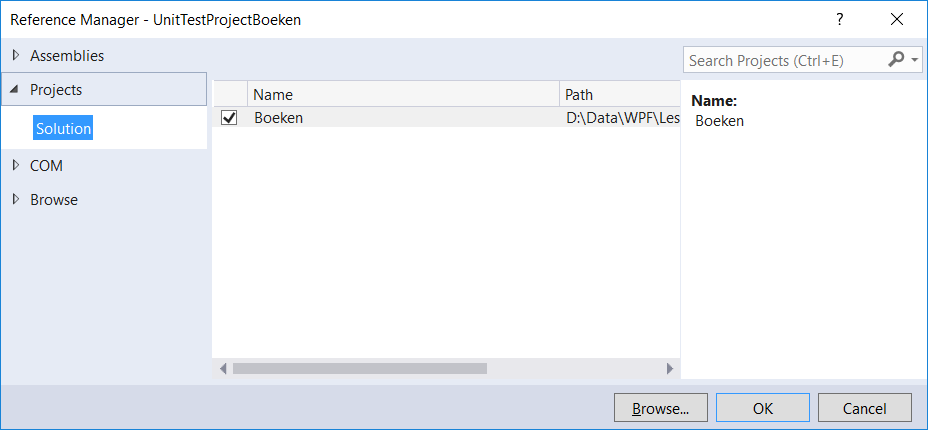 Reference Manager - UnitTestProjectBoeken
?
Assemblies
Projects
Solution
COM
Browse
Name Path
Boeken D:\Data\WPF\Les
Search Projects (Ctrl+E)
Name:
Boeken
Browse... OK Cancel